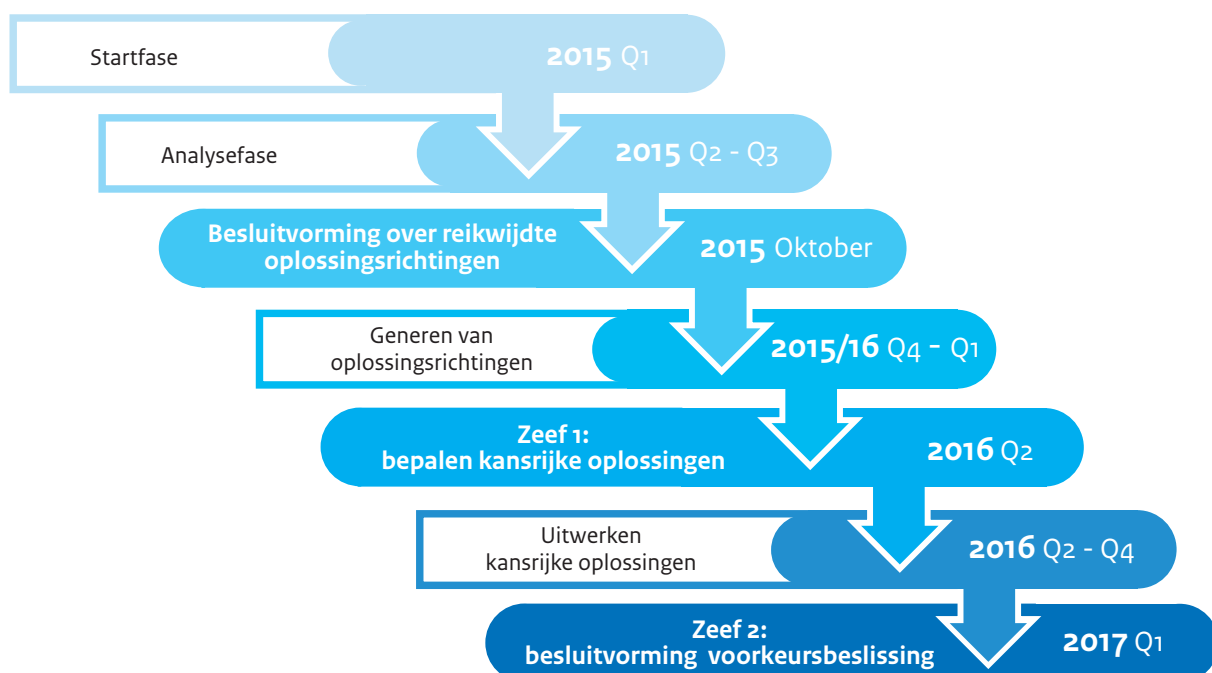 Startfase
2015 Q1
Analysefase
2015 Q2 - Q3
Besluitvorming over reikwijdte
oplossingsrichtingen
2015 Oktober
Generen van
oplossingsrichtingen
2015/16 Q4 - Q1
Zeef 1:
bepalen kansrijke oplossingen
2016 Q2
Uitwerken
kansrijke oplossingen
2016 Q2 - Q4
Zeef 2:
besluitvorming voorkeursbeslissing
2017 Q1